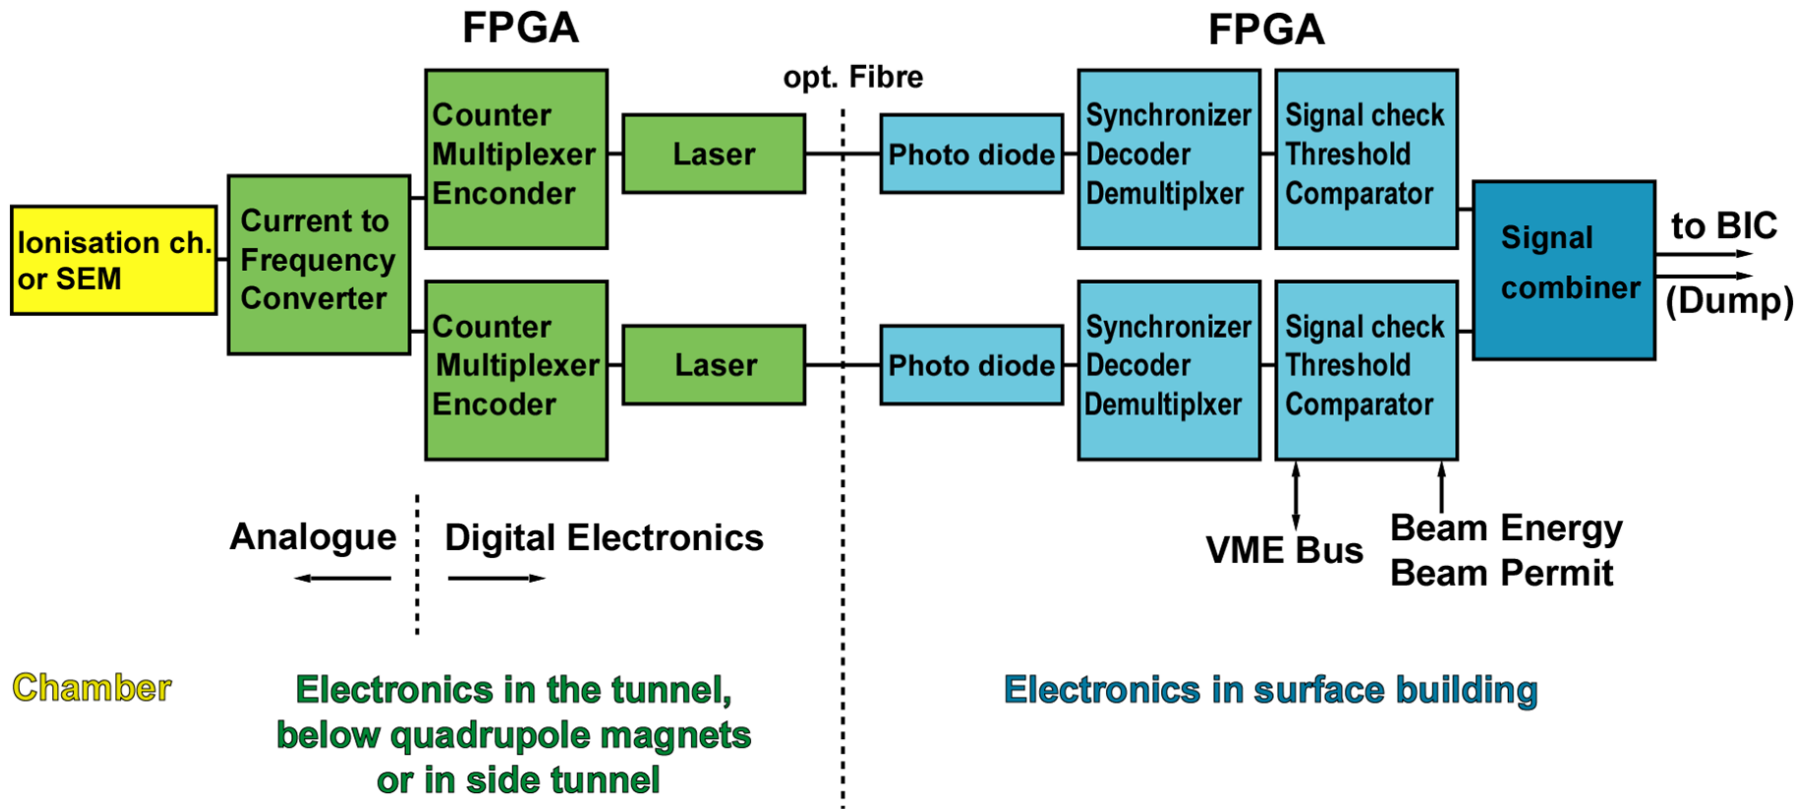 FPGA
FPGA
opt. Fibre
Counter
Multiplexer
Enconder
Laser
Photo diode
Synchronizer
Decoder
Demultiplxer
Signal check
Threshold
Comparator
Ionisation ch.
or SEM
Current to
Frequency
Converter
Signal
combiner
to BIC
(Dump)
Counter
Multiplexer
Encoder
Laser
Photo diode
Synchronizer
Decoder
Demultiplxer
Signal check
Threshold
Comparator
Analogue
Digital Electronics
VME Bus
Beam Energy
Beam Permit
Chamber
Electronics in the tunnel,
below quadrupole magnets
or in side tunnel
Electronics in surface building